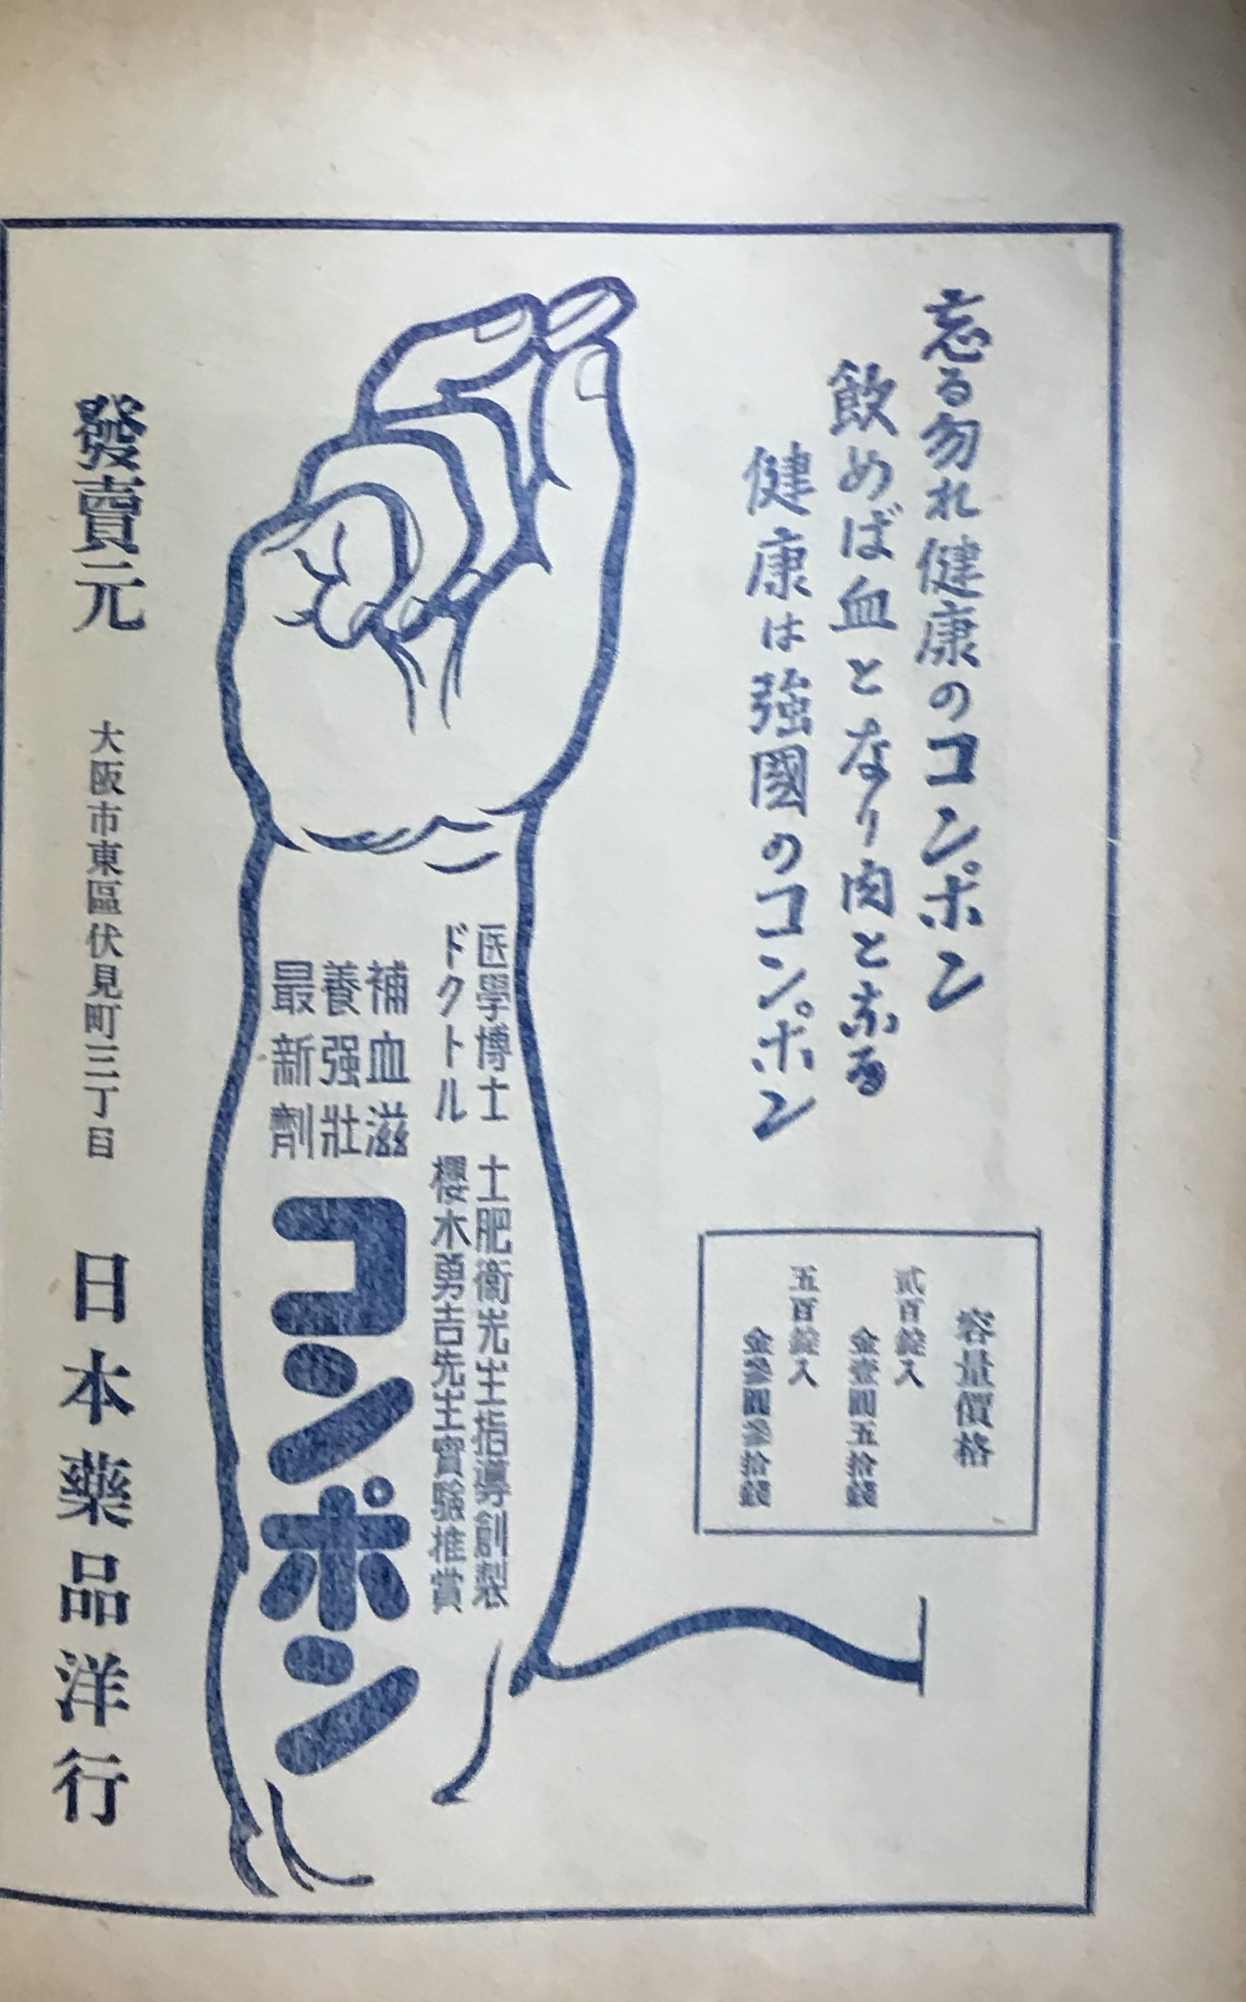 忘る勿れ健康のコンポン
飲めば血となり肉となる
健康は強國のコンポン
容量價格
貳百錠入
金壹圓五拾錢
五百錠入
金參圓參拾錢
医學博士 土肥衞先生指導創製
ドクトル 櫻木勇吉先生實驗推賞
補血滋
養强壯
最新劑
コンポン
發賣元 大阪市東區伏見町三丁目 日本藥品洋行